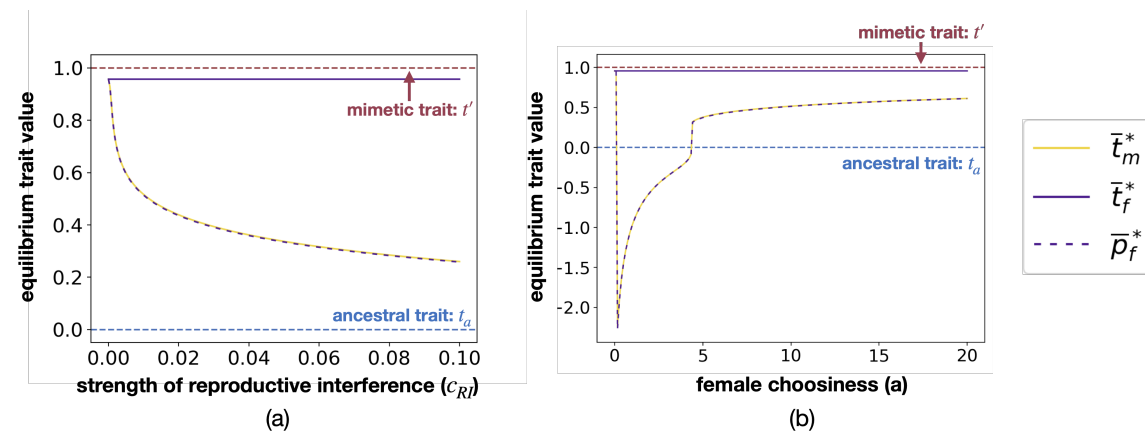 mimetic trait: t′
equilibrium trait value
1.0
0.8
0.6
0.4
0.2
0.0
mimetic trait: t′
ancestral trait: tₐ
0.00 0.02 0.04 0.06 0.08 0.10
strength of reproductive interference (c_RI)
(a)
equilibrium trait value
1.0
0.5
0.0
-0.5
-1.0
-1.5
-2.0
ancestral trait: tₐ
0 5 10 15 20
female choosiness (a)
(b)
t̅*ₘ
t̅*_f
p̅*_f